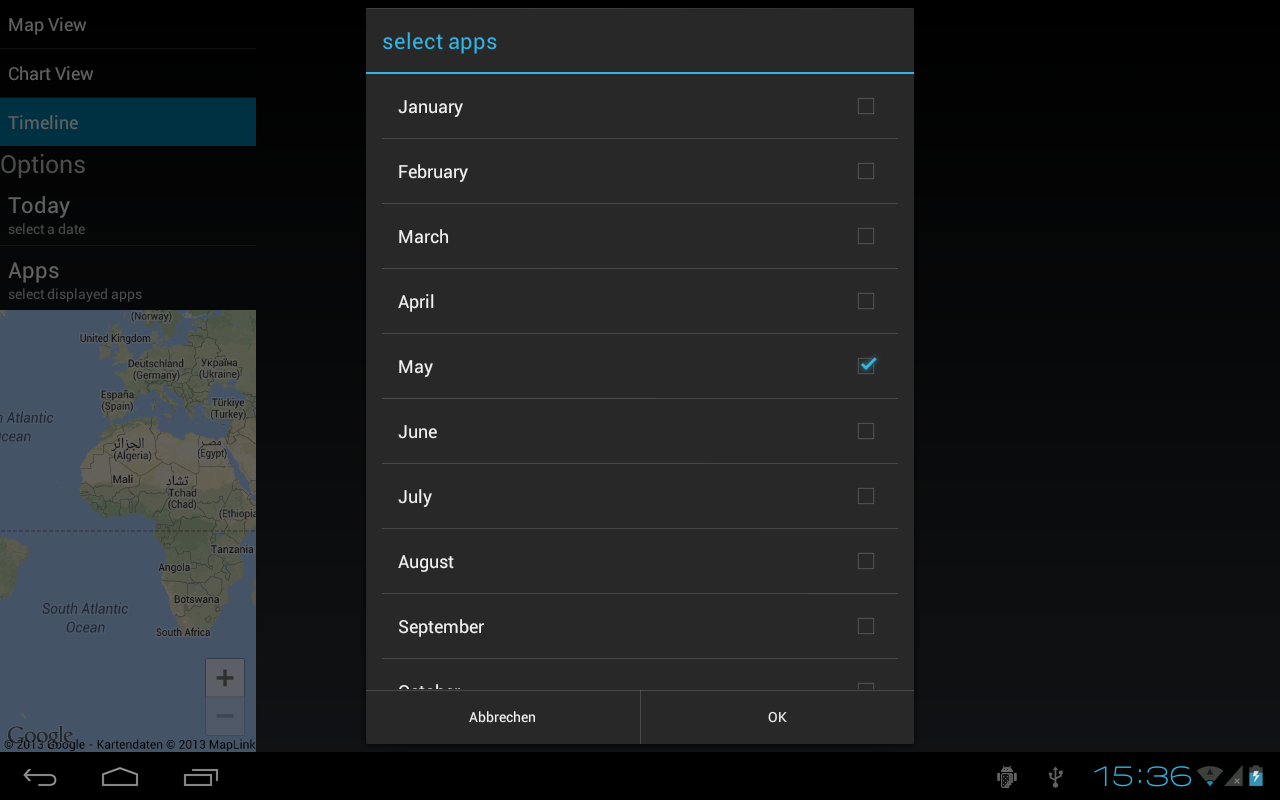 Map View
Chart View
Timeline
Options
Today
select a date
Apps
select displayed apps
(Norway)
United Kingdom
Deutschland
(Germany)
Україна
(Ukraine)
España
(Spain)
Türkiye
(Turkey)
Atlantic
الجزائر
(Algeria)
مصر
(Egypt)
Mali
تشاد
Tchad
(Chad)
(Ethiopia
Tanzania
Angola
Botswana
South Atlantic
Ocean
South Africa
+
−
Google
© 2013 Google - Kartendaten © 2013 MapLink
select apps
January
February
March
April
May
June
July
August
September
October
Abbrechen
OK
15:36